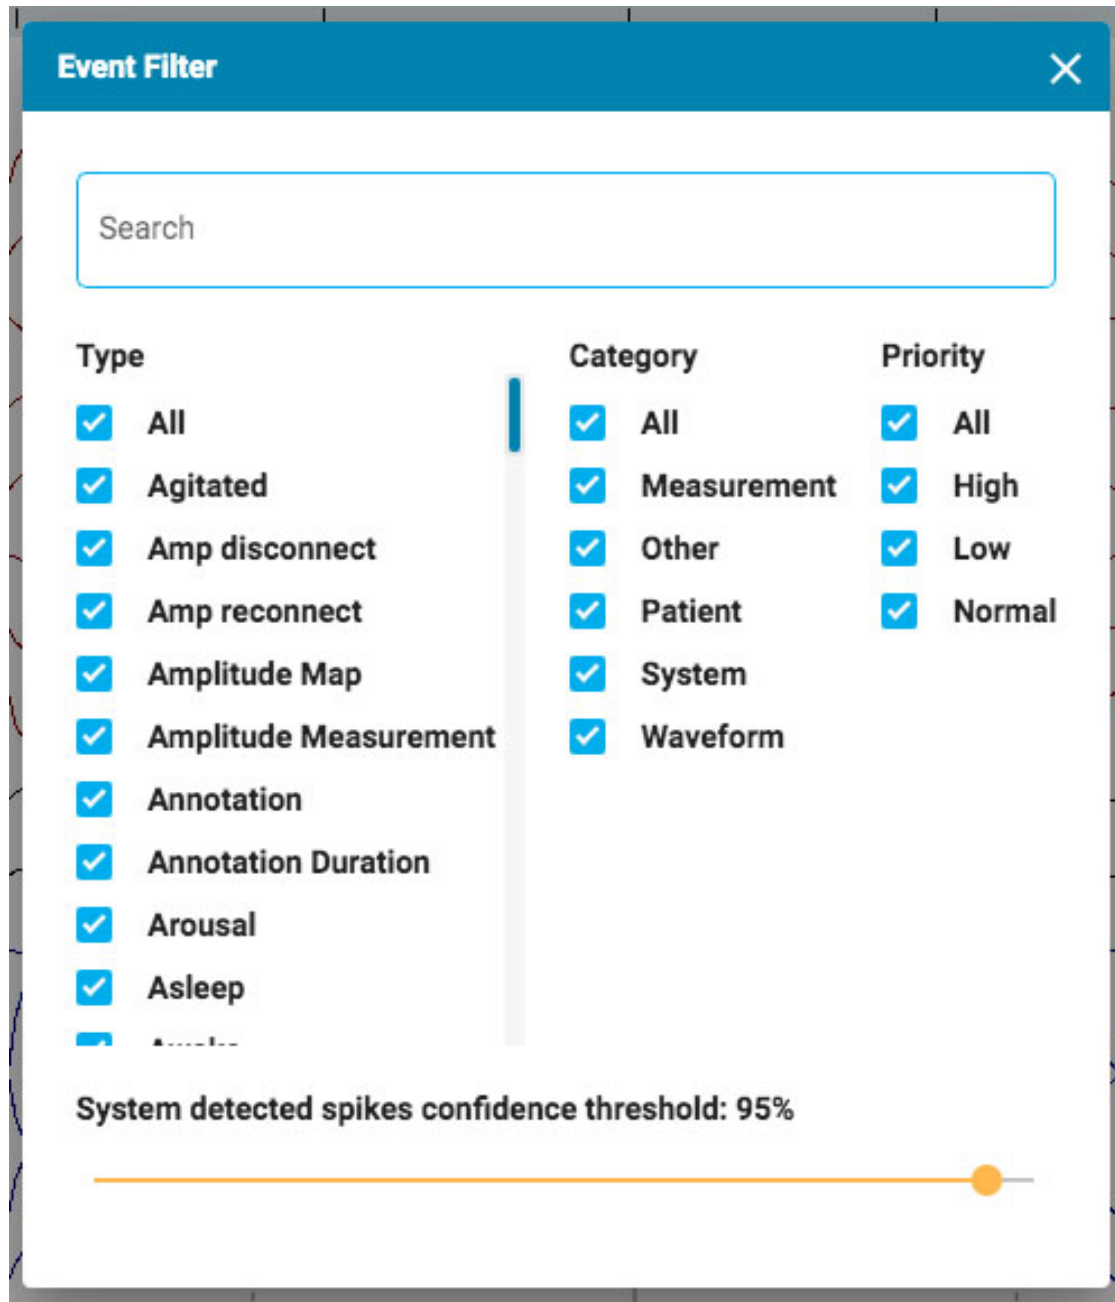 Event Filter
Search
Type
All
Agitated
Amp disconnect
Amp reconnect
Amplitude Map
Amplitude Measurement
Annotation
Annotation Duration
Arousal
Asleep
Category
All
Measurement
Other
Patient
System
Waveform
Priority
All
High
Low
Normal
System detected spikes confidence threshold: 95%